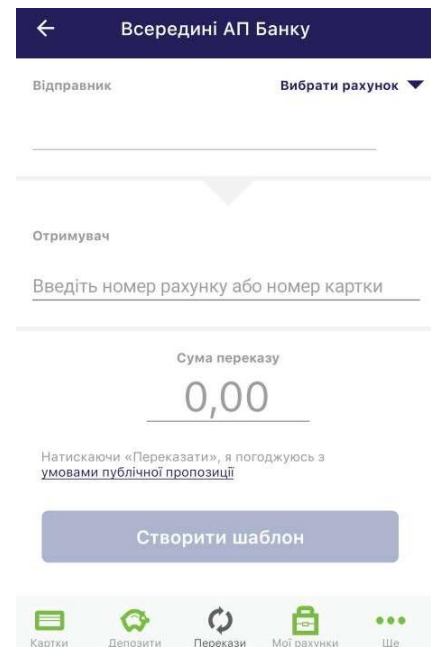 Всередині АП Банку
Відправник Вибрати рахунок
Отримувач
Введіть номер рахунку або номер картки
Сума переказу
0,00
Натискаючи «Переказати», я погоджуюсь з
умовами публічної пропозиції
Створити шаблон
Картки Депозити Перекази Мої рахунки Ще